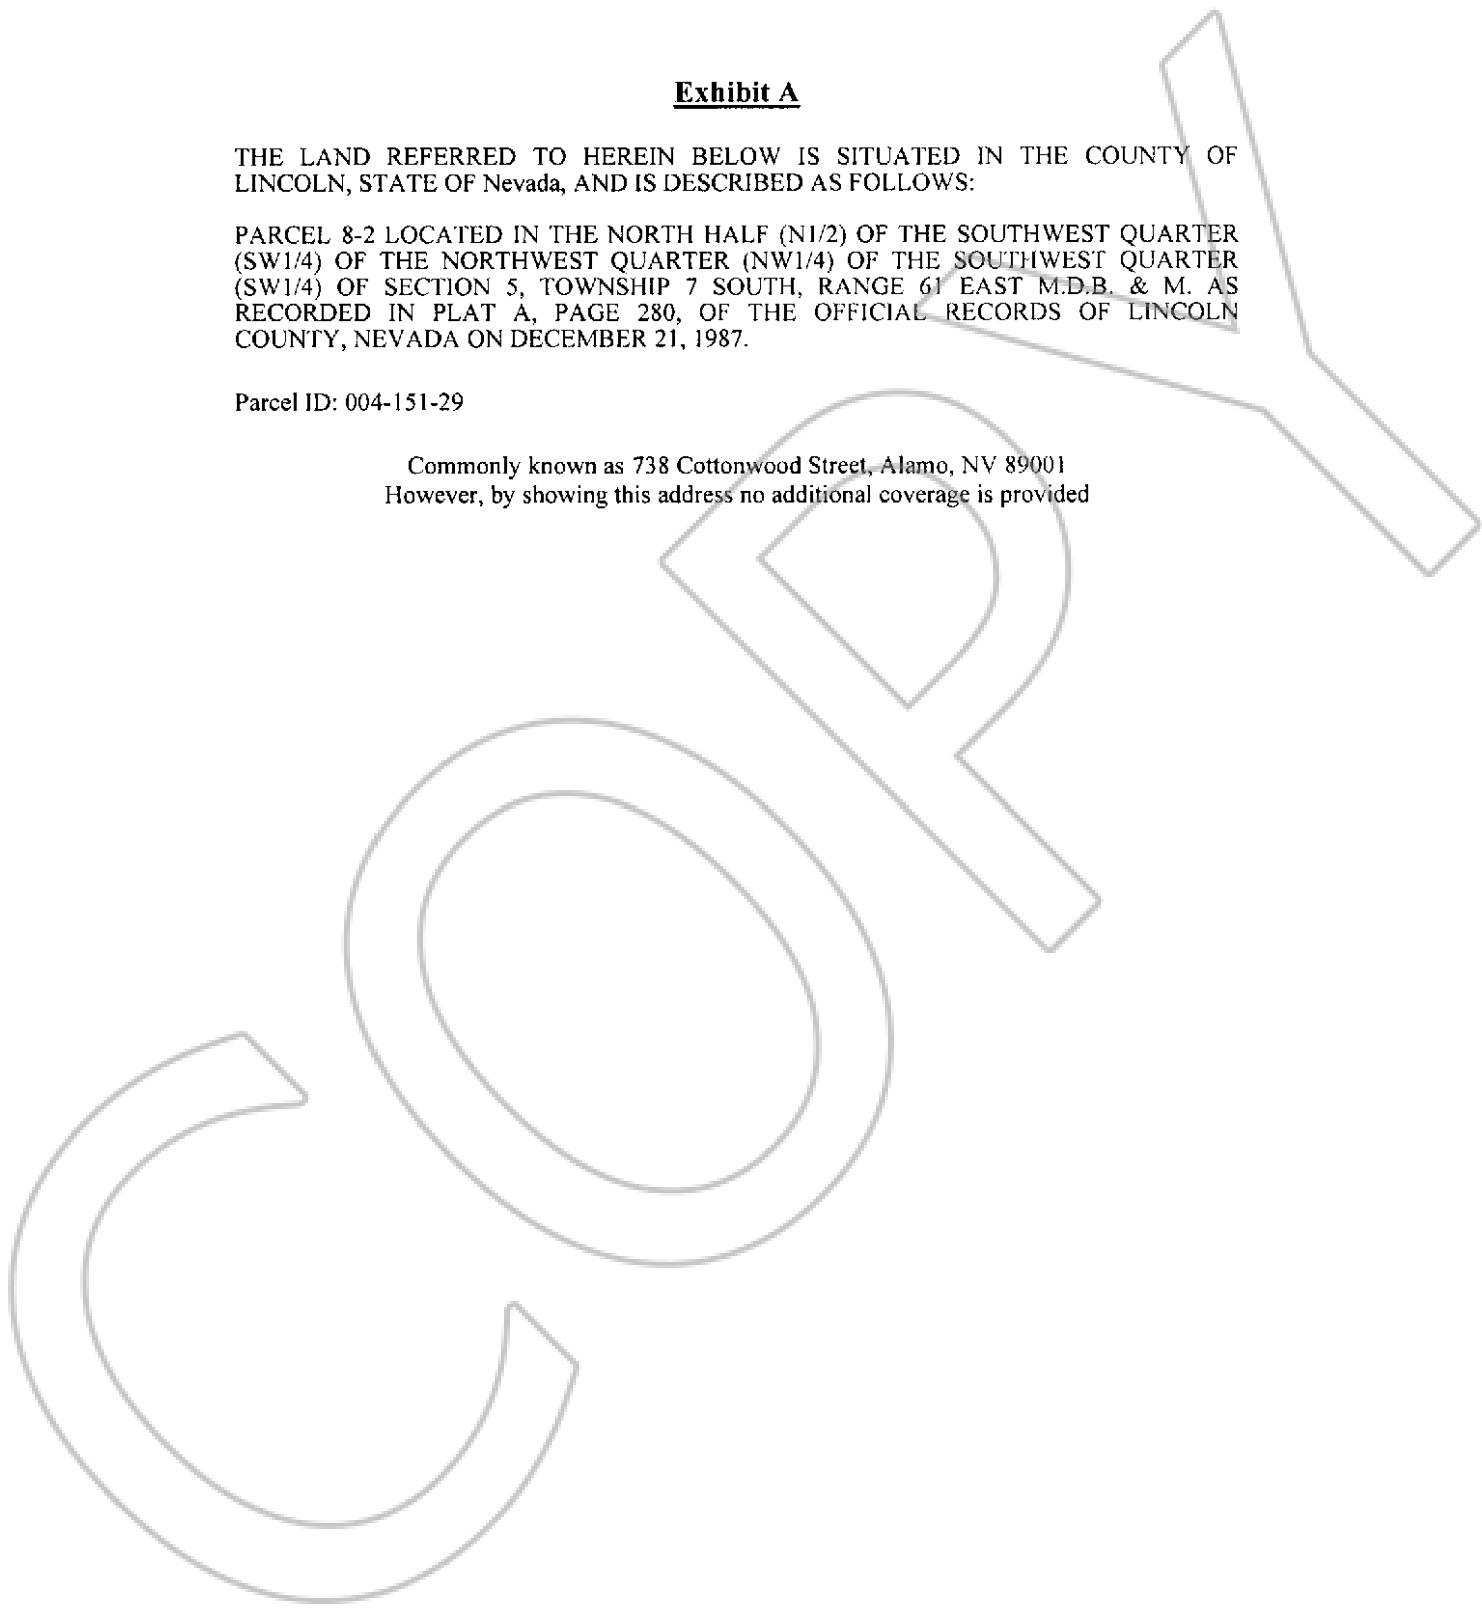 Exhibit A
THE LAND REFERRED TO HEREIN BELOW IS SITUATED IN THE COUNTY OF
LINCOLN, STATE OF Nevada, AND IS DESCRIBED AS FOLLOWS:
PARCEL 8-2 LOCATED IN THE NORTH HALF (N1/2) OF THE SOUTHWEST QUARTER
(SW1/4) OF THE NORTHWEST QUARTER (NW1/4) OF THE SOUTHWEST QUARTER
(SW1/4) OF SECTION 5, TOWNSHIP 7 SOUTH, RANGE 61 EAST M.D.B. & M. AS
RECORDED IN PLAT A, PAGE 280, OF THE OFFICIAL RECORDS OF LINCOLN
COUNTY, NEVADA ON DECEMBER 21, 1987.
Parcel ID: 004-151-29
Commonly known as 738 Cottonwood Street, Alamo, NV 89001
However, by showing this address no additional coverage is provided
COPY